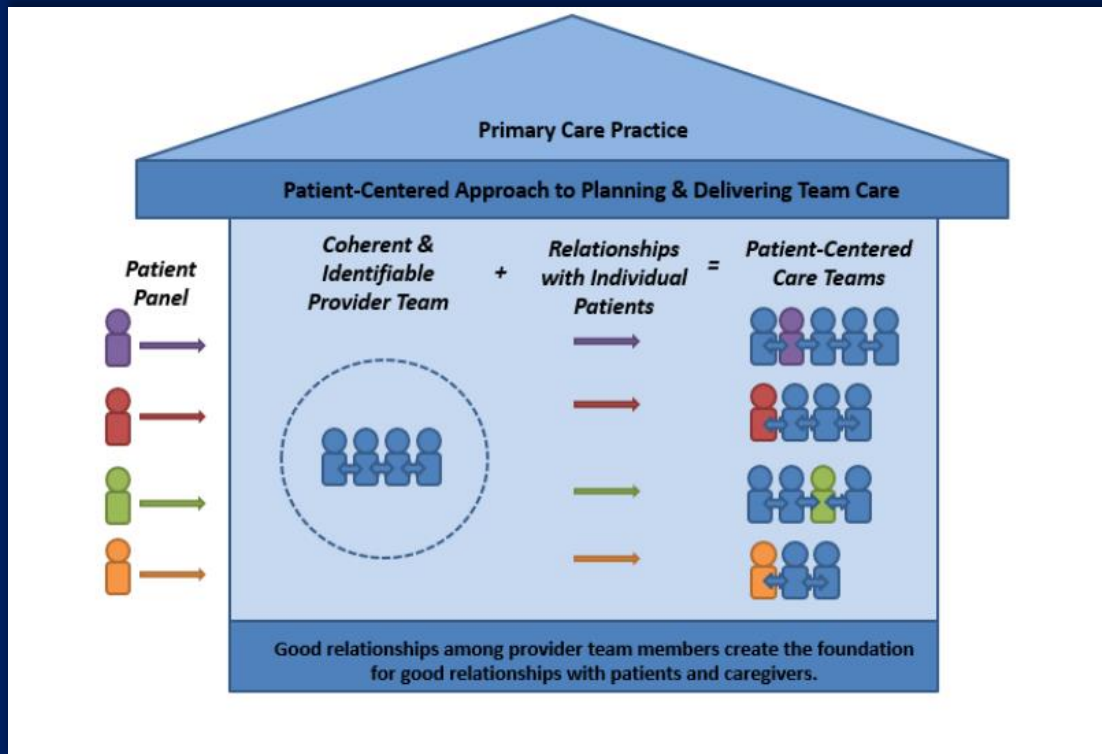 Primary Care Practice
Patient-Centered Approach to Planning & Delivering Team Care
Patient
Panel
Coherent &
Identifiable
Provider Team
+
Relationships
with Individual
Patients
=
Patient-Centered
Care Teams
Good relationships among provider team members create the foundation
for good relationships with patients and caregivers.